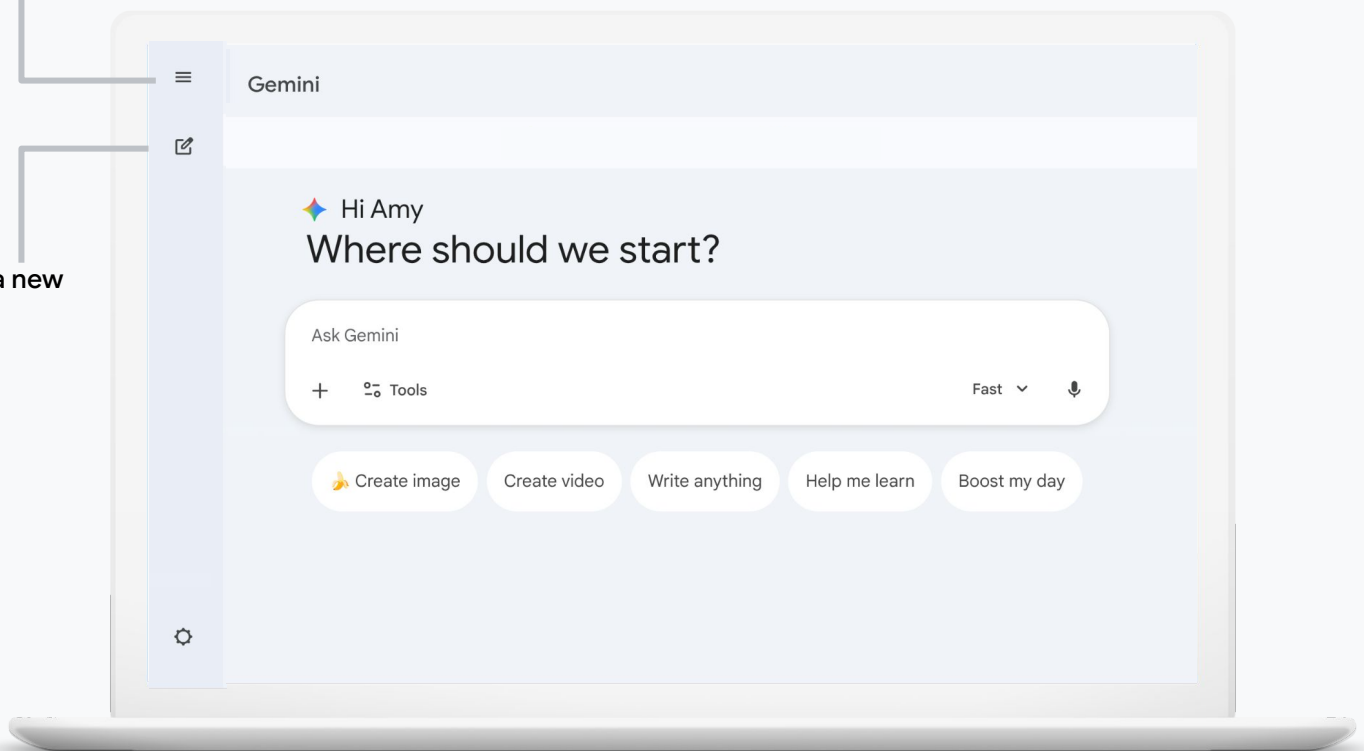 Gemini
Hi Amy
Where should we start?
a new
Ask Gemini
Tools
Fast
Create image
Create video
Write anything
Help me learn
Boost my day